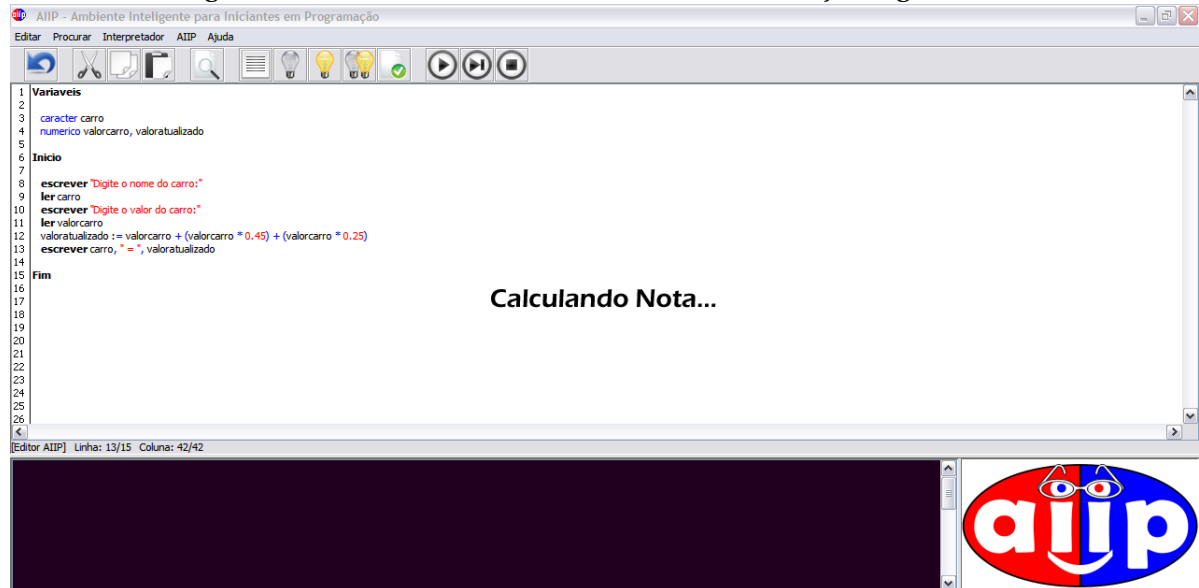 AIIP - Ambiente Inteligente para Iniciantes em Programação
Editar Procurar Interpretador AIIP Ajuda
1 Variaveis
2
3 caracter carro
4 numerico valorcarro, valoratualizado
5
6 Inicio
7
8 escrever "Digite o nome do carro:"
9 ler carro
10 escrever "Digite o valor do carro:"
11 ler valorcarro
12 valoratualizado := valorcarro + (valorcarro * 0.45) + (valorcarro * 0.25)
13 escrever carro, " = ", valoratualizado
14
15 Fim
16
17
Calculando Nota...
18
19
20
21
22
23
24
25
26
[Editor AIIP] Linha: 13/15 Coluna: 42/42
aiip